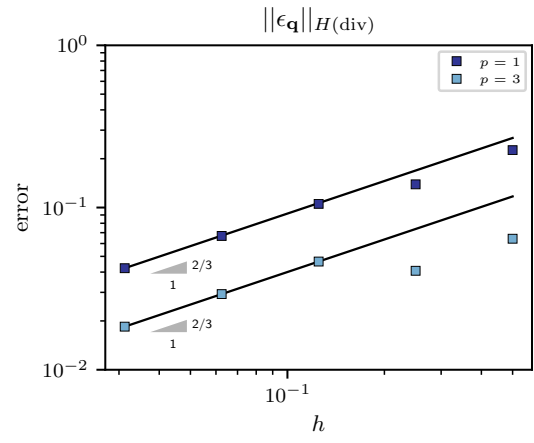 ||ϵ_𝐪||_{H(div)}
10^0
p = 1
p = 3
error
10^{-1}
2/3
1
2/3
1
10^{-2}
10^{-1}
h